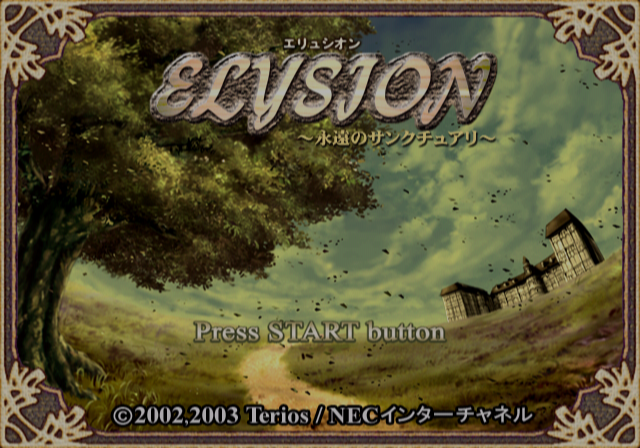 エリュシオン
ELYSION
～永遠のサンクチュアリ～
Press START button
©2002,2003 Terios / NECインターチャネル